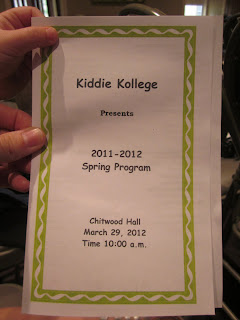 Kiddie Kollege
Presents
2011-2012
Spring Program
Chitwood Hall
March 29, 2012
Time 10:00 a.m.